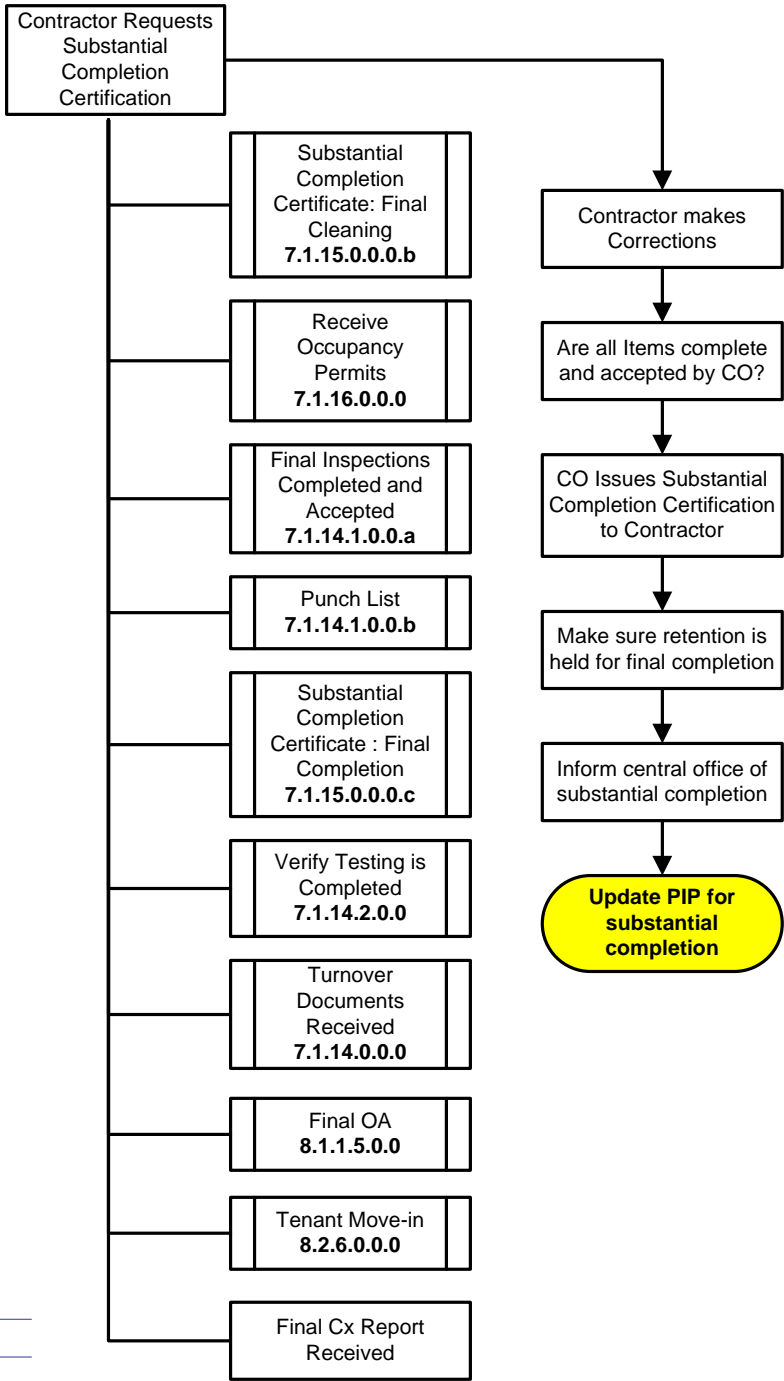 Contractor Requests
Substantial
Completion
Certification
Substantial
Completion
Certificate: Final
Cleaning
7.1.15.0.0.0.b
Receive
Occupancy
Permits
7.1.16.0.0.0
Final Inspections
Completed and
Accepted
7.1.14.1.0.0.a
Punch List
7.1.14.1.0.0.b
Substantial
Completion
Certificate : Final
Completion
7.1.15.0.0.0.c
Verify Testing is
Completed
7.1.14.2.0.0
Turnover
Documents
Received
7.1.14.0.0.0
Final OA
8.1.1.5.0.0
Tenant Move-in
8.2.6.0.0.0
Final Cx Report
Received
Contractor makes
Corrections
Are all Items complete
and accepted by CO?
CO Issues Substantial
Completion Certification
to Contractor
Make sure retention is
held for final completion
Inform central office of
substantial completion
Update PIP for
substantial
completion